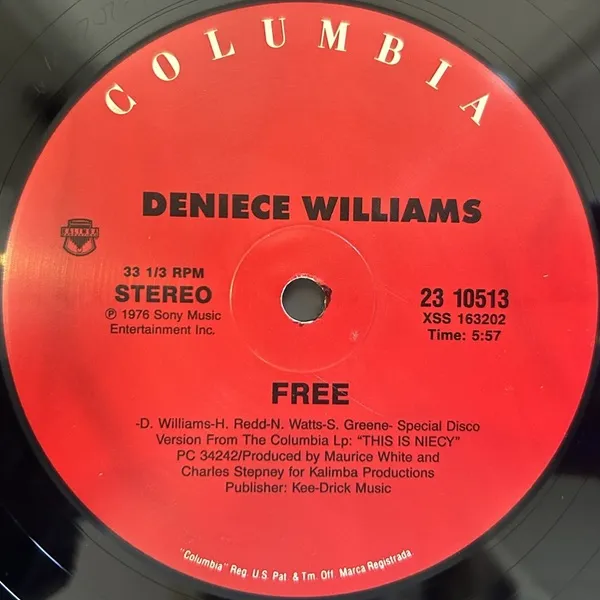 COLUMBIA
DENIECE WILLIAMS
KALIMBA
33 1/3 RPM
STEREO
℗ 1976 Sony Music
Entertainment Inc.
23 10513
XSS 163202
Time: 5:57
FREE
-D. Williams-H. Redd-N. Watts-S. Greene- Special Disco
Version From The Columbia Lp: "THIS IS NIECY"
PC 34242/Produced by Maurice White and
Charles Stepney for Kalimba Productions
Publisher: Kee-Drick Music
"Columbia" Reg. U.S. Pat. & Tm. Off. Marca Registrada.